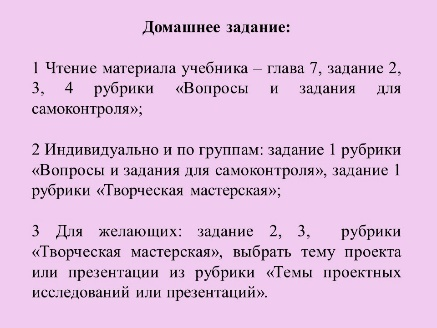 Домашнее задание:
1 Чтение материала учебника – глава 7, задание 2,
3, 4 рубрики «Вопросы и задания для
самоконтроля»;
2 Индивидуально и по группам: задание 1 рубрики
«Вопросы и задания для самоконтроля», задание 1
рубрики «Творческая мастерская»;
3 Для желающих: задание 2, 3, рубрики
«Творческая мастерская», выбрать тему проекта
или презентации из рубрики «Темы проектных
исследований или презентаций».